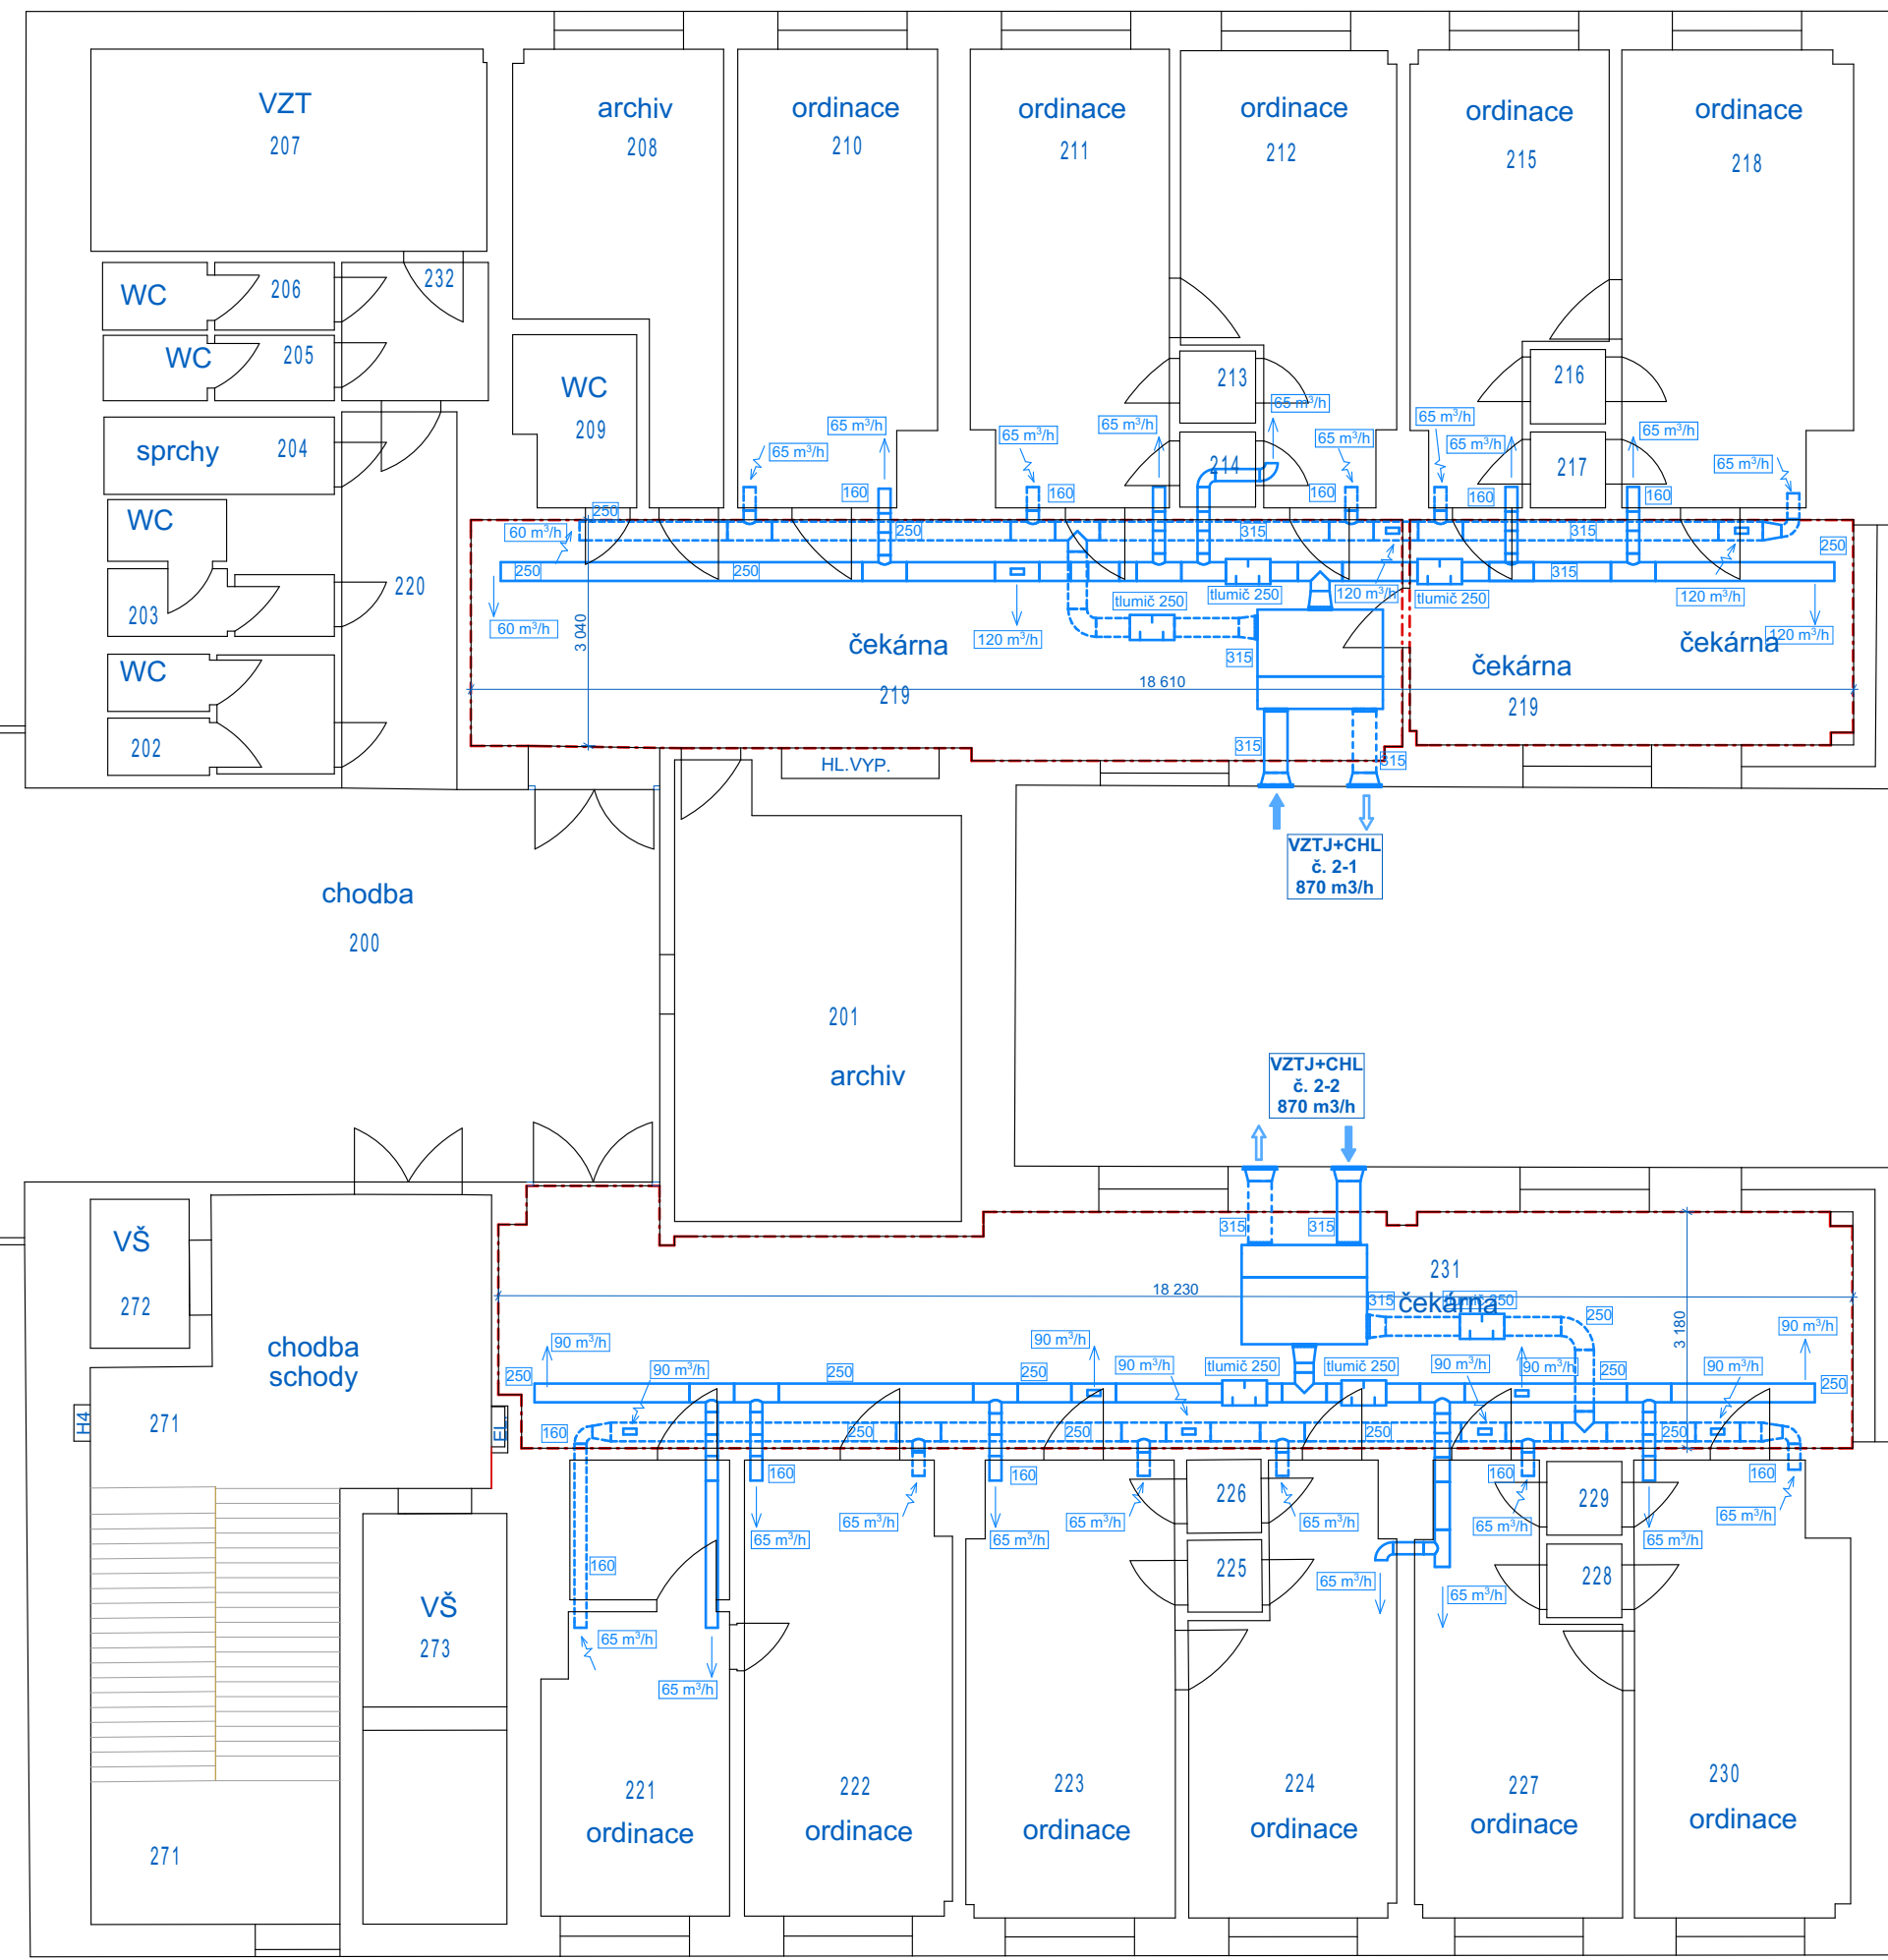 VZT
207
archiv
208
ordinace
210
ordinace
211
ordinace
212
ordinace
215
ordinace
218
WC
206
232
WC
205
sprchy
204
WC
209
213
216
214
217
WC
203
220
WC
202
65 m³/h
65 m³/h
65 m³/h
65 m³/h
65 m³/h
65 m³/h
65 m³/h
65 m³/h
65 m³/h
65 m³/h
160
160
160
160
160
250
60 m³/h
250
315
315
250
250
250
315
60 m³/h
3 040
120 m³/h
tlumič 250
tlumič 250
120 m³/h
tlumič 250
120 m³/h
120 m³/h
čekárna
219
315
18 610
čekárna
219
čekárna
HL.VYP.
315
315
VZTJ+CHL
č. 2-1
870 m3/h
chodba
200
201
archiv
VZTJ+CHL
č. 2-2
870 m3/h
VŠ
272
chodba
schody
271
H4
EL.
315
315
231
čekárna
18 230
315
tlumič 250
250
3 180
90 m³/h
90 m³/h
90 m³/h
90 m³/h
90 m³/h
90 m³/h
90 m³/h
90 m³/h
250
250
250
tlumič 250
tlumič 250
250
250
160
250
250
250
250
160
160
160
160
65 m³/h
65 m³/h
65 m³/h
65 m³/h
65 m³/h
65 m³/h
65 m³/h
65 m³/h
226
229
225
228
160
65 m³/h
65 m³/h
65 m³/h
65 m³/h
VŠ
273
221
ordinace
222
ordinace
223
ordinace
224
ordinace
227
ordinace
230
ordinace
271